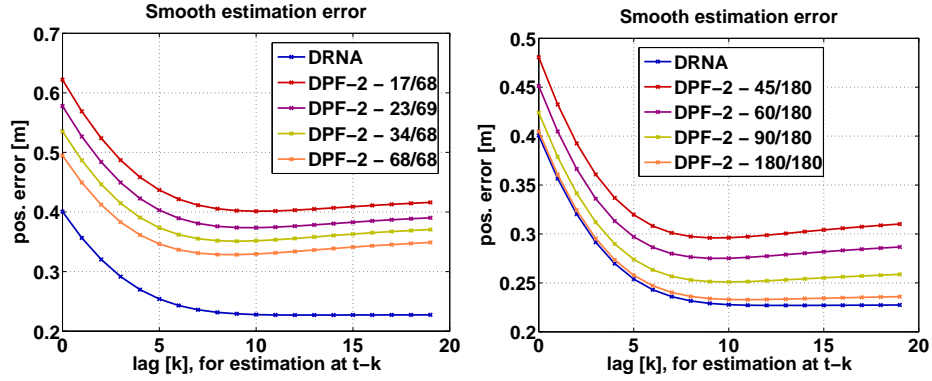 Smooth estimation error
0.7
0.6
0.5
0.4
0.3
0.2
pos. error [m]
DRNA
DPF−2 − 17/68
DPF−2 − 23/69
DPF−2 − 34/68
DPF−2 − 68/68
0 5 10 15 20
lag [k], for estimation at t−k
Smooth estimation error
0.5
0.45
0.4
0.35
0.3
0.25
0.2
pos. error [m]
DRNA
DPF−2 − 45/180
DPF−2 − 60/180
DPF−2 − 90/180
DPF−2 − 180/180
0 5 10 15 20
lag [k], for estimation at t−k